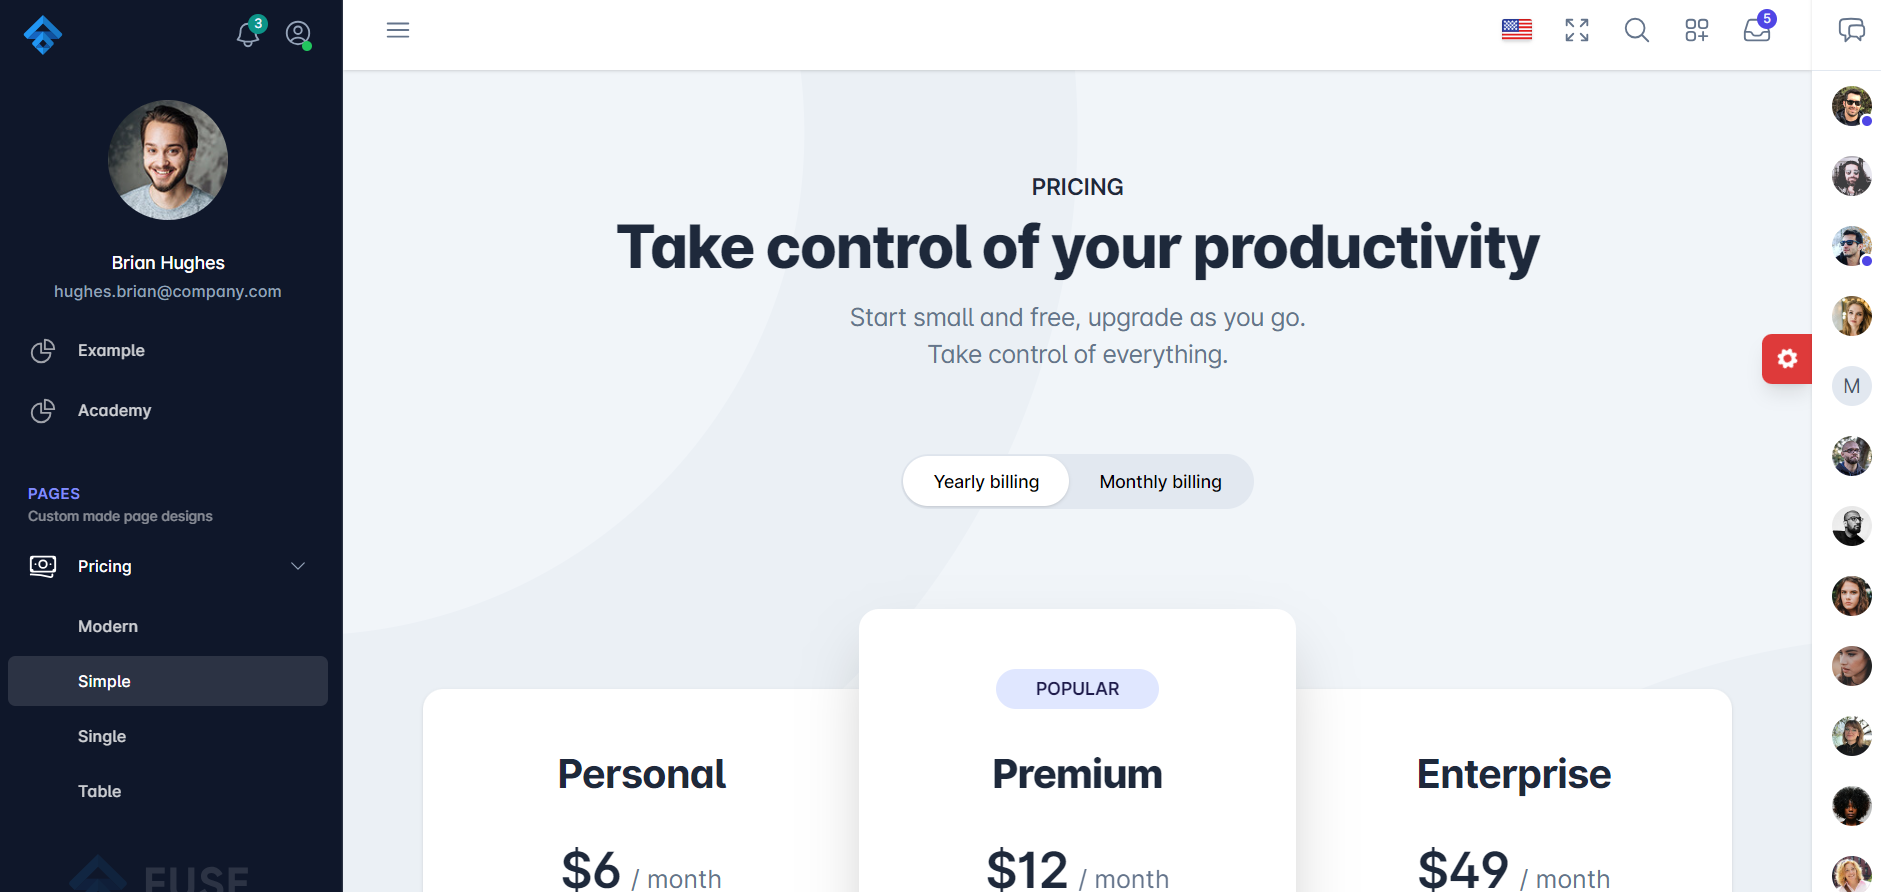 3
5
Brian Hughes
hughes.brian@company.com
Example
Academy
PAGES
Custom made page designs
Pricing
Modern
Simple
Single
Table
FUSE
PRICING
Take control of your productivity
Start small and free, upgrade as you go.
Take control of everything.
Yearly billing
Monthly billing
POPULAR
Personal
Premium
Enterprise
$6 / month
$12 / month
$49 / month
M